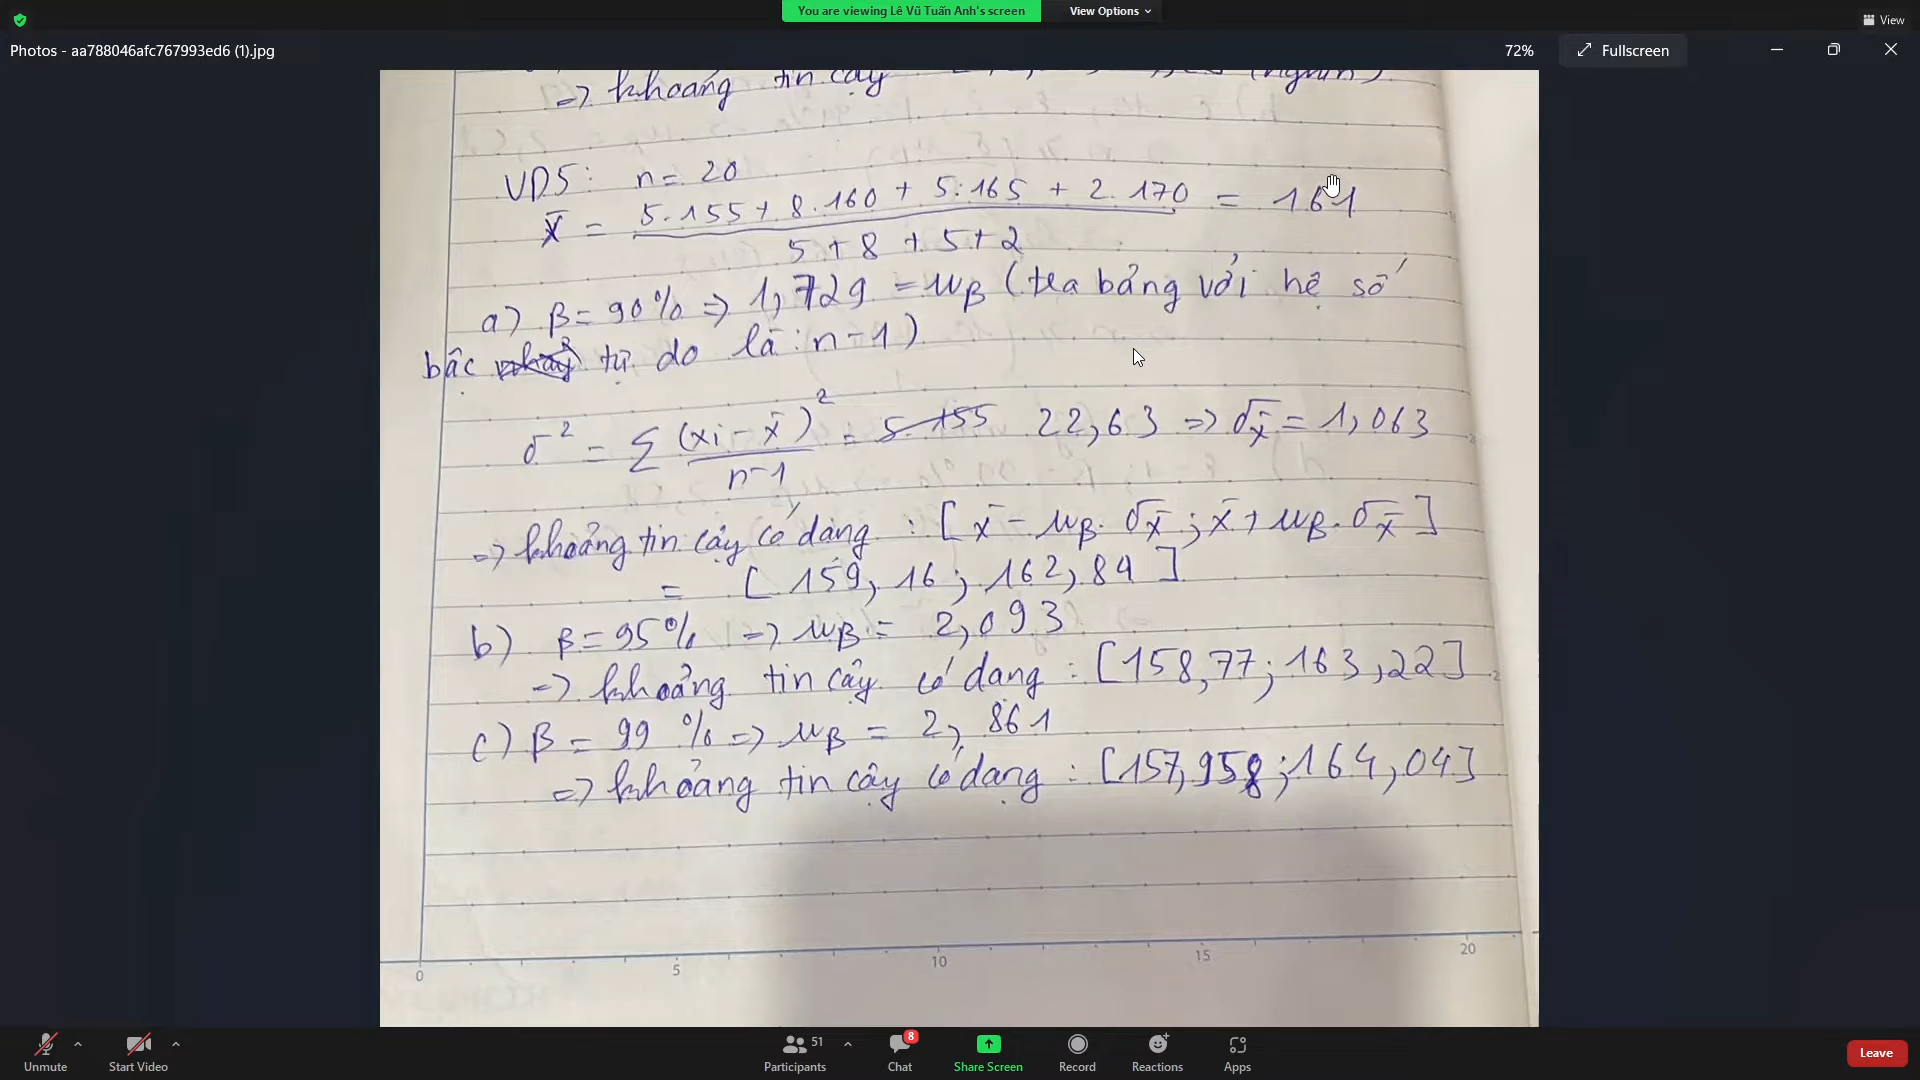 You are viewing Lê Vũ Tuấn Anh's screen
View Options
View
Photos - aa788046afc767993ed6 (1).jpg
72%
Fullscreen
=> khoảng tin cậy
VD5: n = 20
x̄ = (5.155 + 8.160 + 5.165 + 2.170) / (5 + 8 + 5 + 2) = 161
a) β = 90% => 1,729 = uβ (tra bảng với hệ số
bậc tự do là : n-1)
σ² = Σ (xi - x̄)² / (n-1) = 22,63 => σx̄ = 1,063
=> khoảng tin cậy có dạng : [x̄ - uβ.σx̄ ; x̄ + uβ.σx̄]
= [159,16 ; 162,84]
b) β = 95% => uβ = 2,093
=> khoảng tin cậy có dạng : [158,77 ; 163,22]
c) β = 99% => uβ = 2,861
=> khoảng tin cậy có dạng : [157,958 ; 164,04]
0 5 10 15 20
Unmute
Start Video
51
Participants
8
Chat
Share Screen
Record
Reactions
Apps
Leave